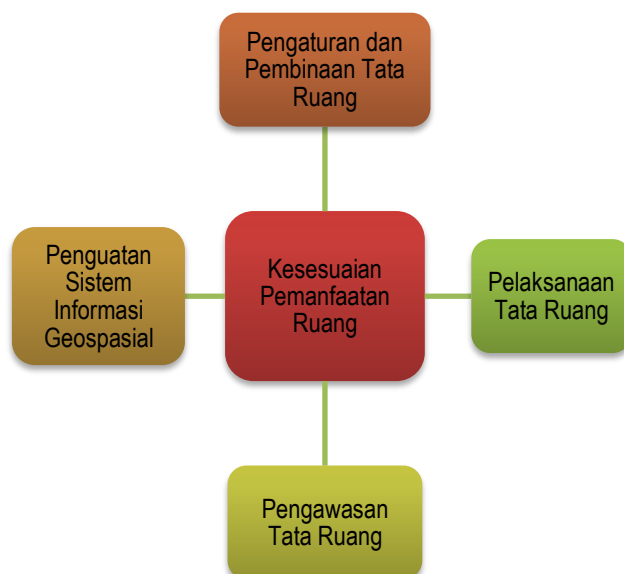 Pengaturan dan
Pembinaan Tata
Ruang
Penguatan
Sistem
Informasi
Geospasial
Kesesuaian
Pemanfaatan
Ruang
Pelaksanaan
Tata Ruang
Pengawasan
Tata Ruang